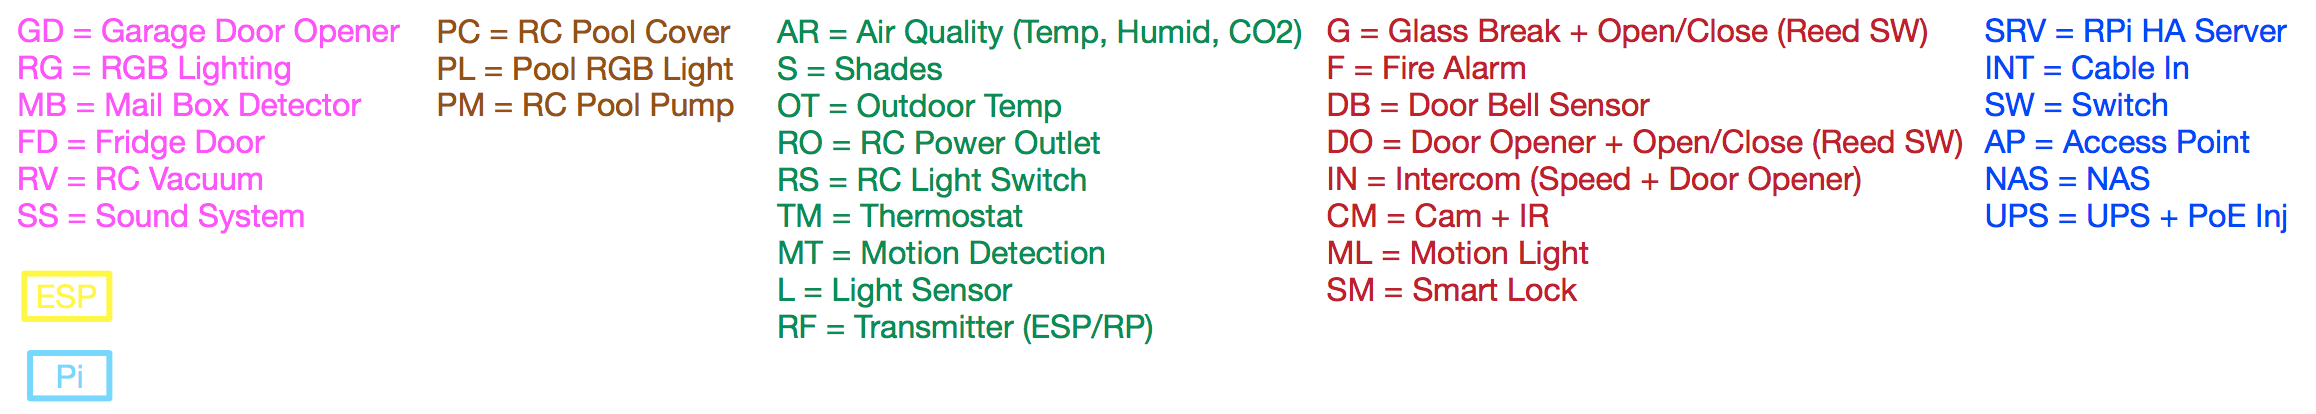 GD = Garage Door Opener
RG = RGB Lighting
MB = Mail Box Detector
FD = Fridge Door
RV = RC Vacuum
SS = Sound System
ESP
Pi
PC = RC Pool Cover
PL = Pool RGB Light
PM = RC Pool Pump
AR = Air Quality (Temp, Humid, CO2)
S = Shades
OT = Outdoor Temp
RO = RC Power Outlet
RS = RC Light Switch
TM = Thermostat
MT = Motion Detection
L = Light Sensor
RF = Transmitter (ESP/RP)
G = Glass Break + Open/Close (Reed SW)
F = Fire Alarm
DB = Door Bell Sensor
DO = Door Opener + Open/Close (Reed SW)
IN = Intercom (Speed + Door Opener)
CM = Cam + IR
ML = Motion Light
SM = Smart Lock
SRV = RPi HA Server
INT = Cable In
SW = Switch
AP = Access Point
NAS = NAS
UPS = UPS + PoE Inj